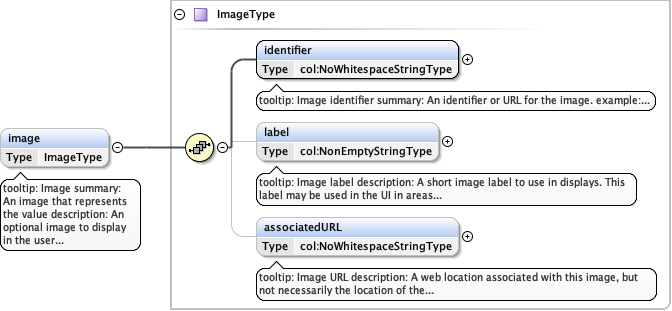 ImageType
identifier
Type col:NoWhitespaceStringType
tooltip: Image identifier summary: An identifier or URL for the image. example:...
label
Type col:NonEmptyStringType
tooltip: Image label description: A short image label to use in displays. This
label may be used in the UI in areas...
image
Type ImageType
tooltip: Image summary:
An image that represents
the value description: An
optional image to display
in the user...
associatedURL
Type col:NoWhitespaceStringType
tooltip: Image URL description: A web location associated with this image, but
not necessarily the location of the...